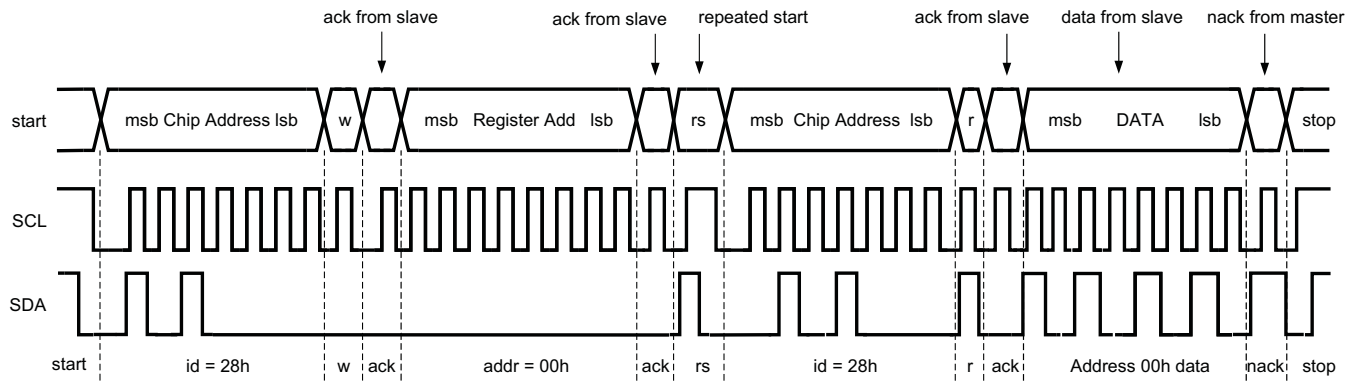 ack from slave ack from slave repeated start ack from slave data from slave nack from master
start msb Chip Address lsb w msb Register Add lsb rs msb Chip Address lsb r msb DATA lsb stop
SCL
SDA
start id = 28h w ack addr = 00h ack rs id = 28h r ack Address 00h data nack stop